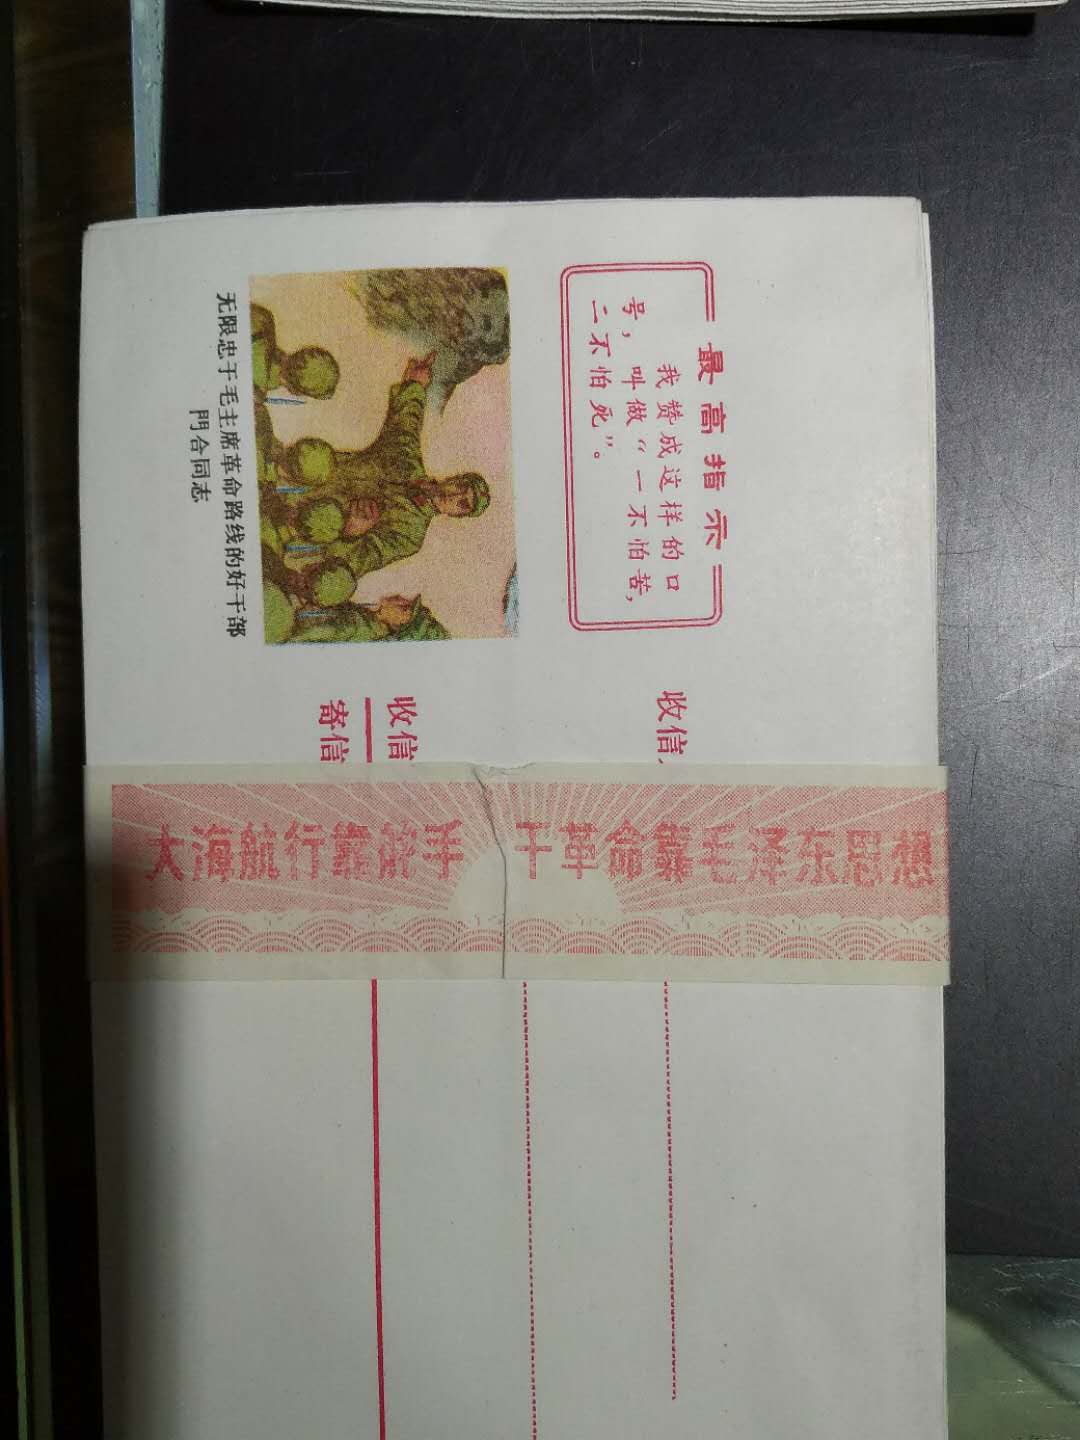 最高指示
我赞成这样的口
号，叫做“一不怕苦，
二不怕死”。
无限忠于毛主席革命路线的好干部
門合同志
收信
收信
寄信
大海航行靠舵手 干革命靠毛泽东思想